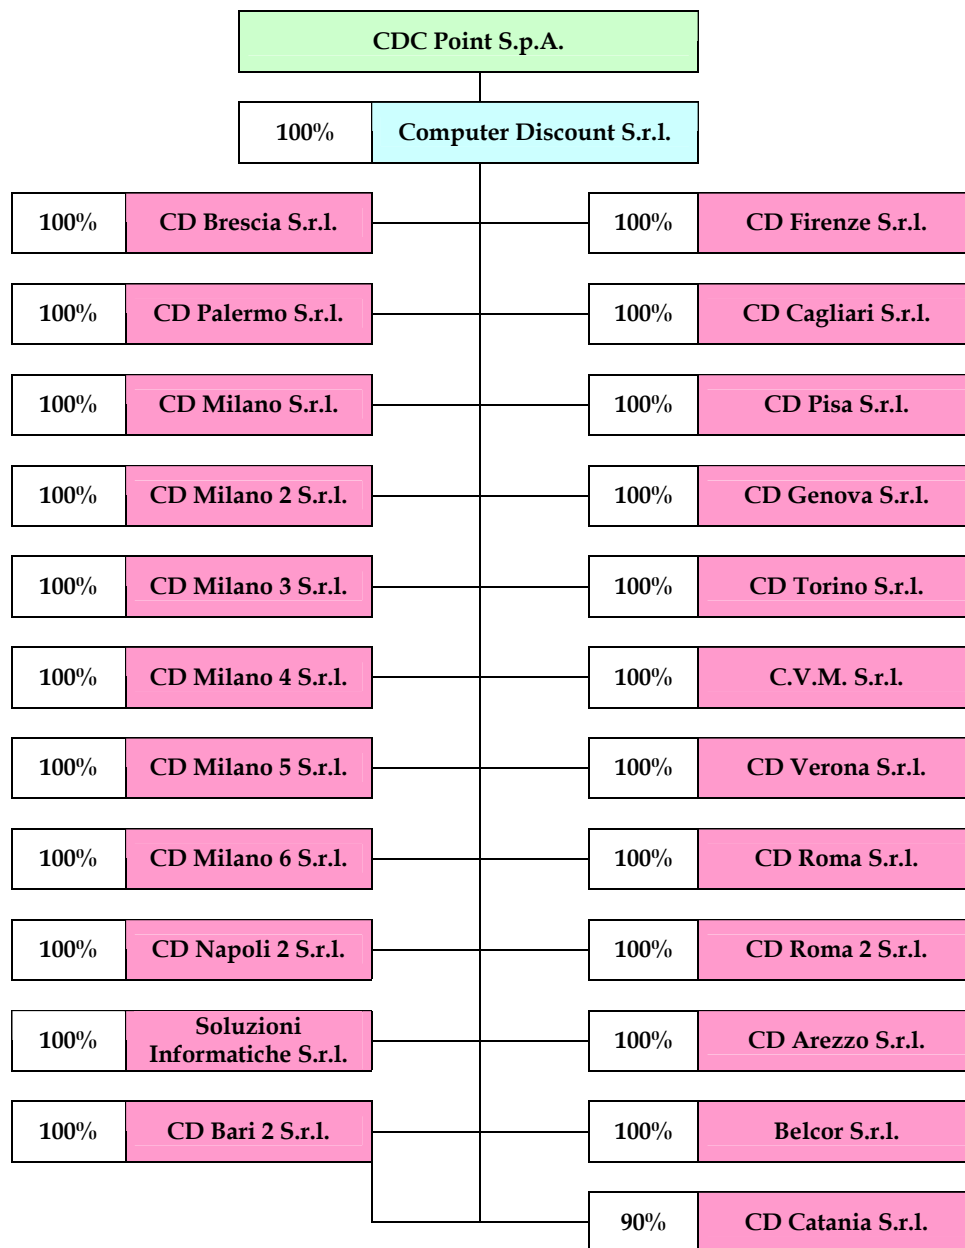 CDC Point S.p.A.
100% Computer Discount S.r.l.
100% CD Brescia S.r.l. 100% CD Firenze S.r.l.
100% CD Palermo S.r.l. 100% CD Cagliari S.r.l.
100% CD Milano S.r.l. 100% CD Pisa S.r.l.
100% CD Milano 2 S.r.l. 100% CD Genova S.r.l.
100% CD Milano 3 S.r.l. 100% CD Torino S.r.l.
100% CD Milano 4 S.r.l. 100% C.V.M. S.r.l.
100% CD Milano 5 S.r.l. 100% CD Verona S.r.l.
100% CD Milano 6 S.r.l. 100% CD Roma S.r.l.
100% CD Napoli 2 S.r.l. 100% CD Roma 2 S.r.l.
100% Soluzioni
Informatiche S.r.l. 100% CD Arezzo S.r.l.
100% CD Bari 2 S.r.l. 100% Belcor S.r.l.
90% CD Catania S.r.l.